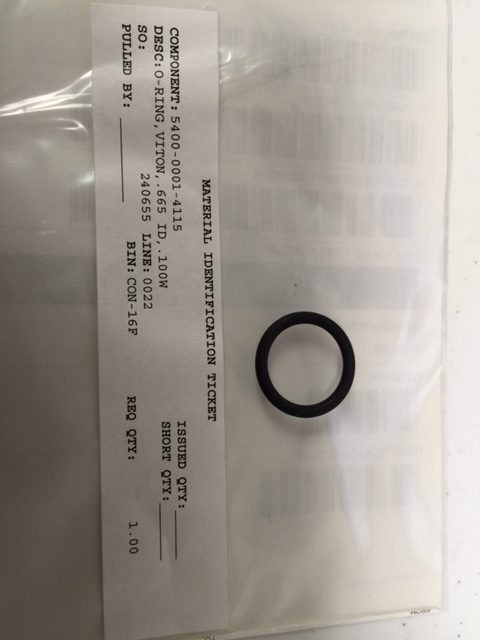 MATERIAL IDENTIFICATION TICKET
COMPONENT: 5400-0001-4115 ISSUED QTY:
DESC: O-RING, VITON, .665 ID, .100W SHORT QTY:
SO: 240655 LINE: 0022
PULLED BY: BIN: CON-16F REQ QTY: 1.00